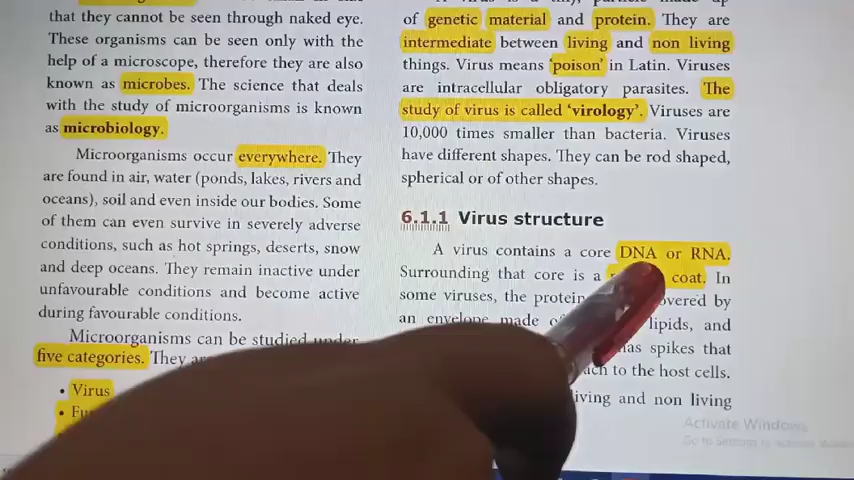 that they cannot be seen through naked eye.
These organisms can be seen only with the
help of a microscope, therefore they are also
known as microbes. The science that deals
with the study of microorganisms is known
as microbiology.
Microorganisms occur everywhere. They
are found in air, water (ponds, lakes, rivers and
oceans), soil and even inside our bodies. Some
of them can even survive in severely adverse
conditions, such as hot springs, deserts, snow
and deep oceans. They remain inactive under
unfavourable conditions and become active
during favourable conditions.
Microorganisms can be studied under
five categories. They
• Virus
of genetic material and protein. They are
intermediate between living and non living
things. Virus means 'poison' in Latin. Viruses
are intracellular obligatory parasites. The
study of virus is called 'virology'. Viruses are
10,000 times smaller than bacteria. Viruses
have different shapes. They can be rod shaped,
spherical or of other shapes.
6.1.1 Virus structure
A virus contains a core DNA or RNA.
Surrounding that core is a coat. In
some viruses, the protein by
an envelope made lipids, and
has spikes that
to the host cells.
living and non living
Activate Windows